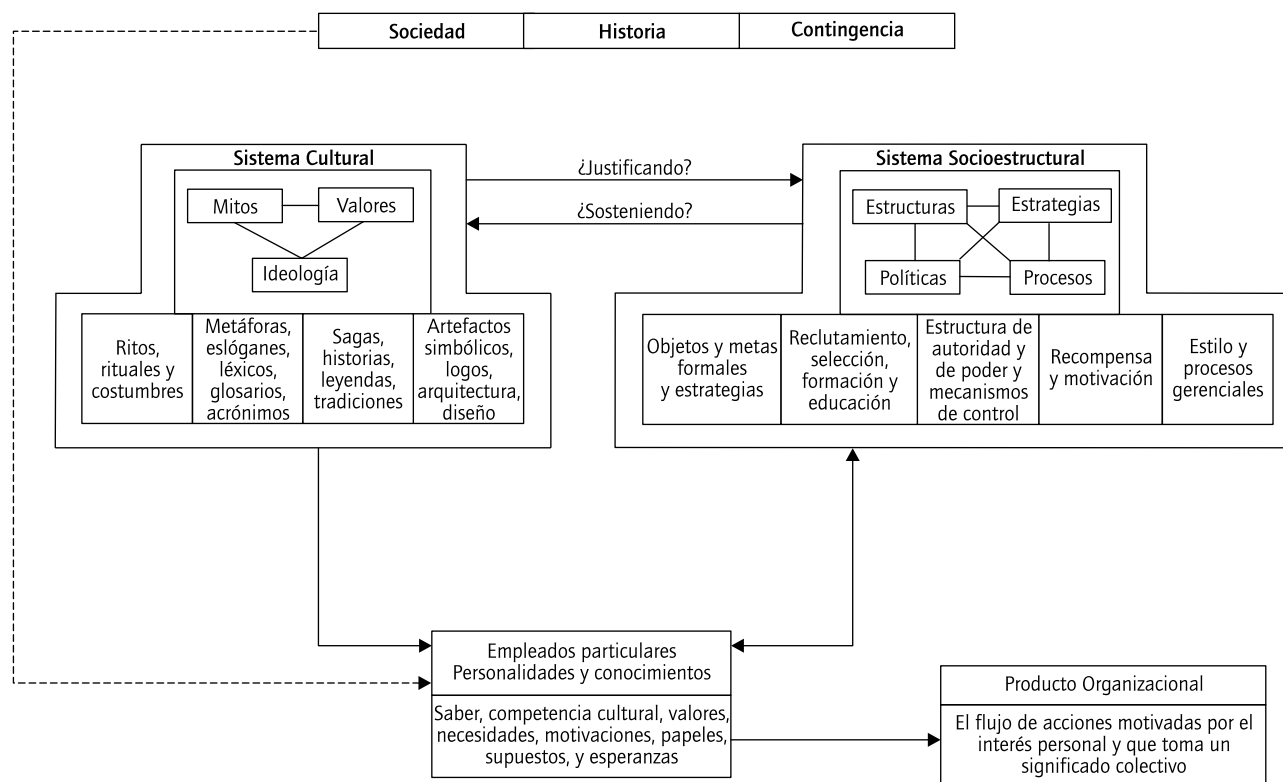 Sociedad
Historia
Contingencia
Sistema Cultural
Mitos
Valores
Ideología
Ritos,
rituales y
costumbres
Metáforas,
eslóganes,
léxicos,
glosarios,
acrónimos
Sagas,
historias,
leyendas,
tradiciones
Artefactos
simbólicos,
logos,
arquitectura,
diseño
¿Justificando?
¿Sosteniendo?
Sistema Socioestructural
Estructuras
Estrategias
Políticas
Procesos
Objetos y metas
formales
y estrategias
Reclutamiento,
selección,
formación y
educación
Estructura de
autoridad y
de poder y
mecanismos
de control
Recompensa
y motivación
Estilo y
procesos
gerenciales
Empleados particulares
Personalidades y conocimientos
Saber, competencia cultural, valores,
necesidades, motivaciones, papeles,
supuestos, y esperanzas
Producto Organizacional
El flujo de acciones motivadas por el
interés personal y que toma un
significado colectivo